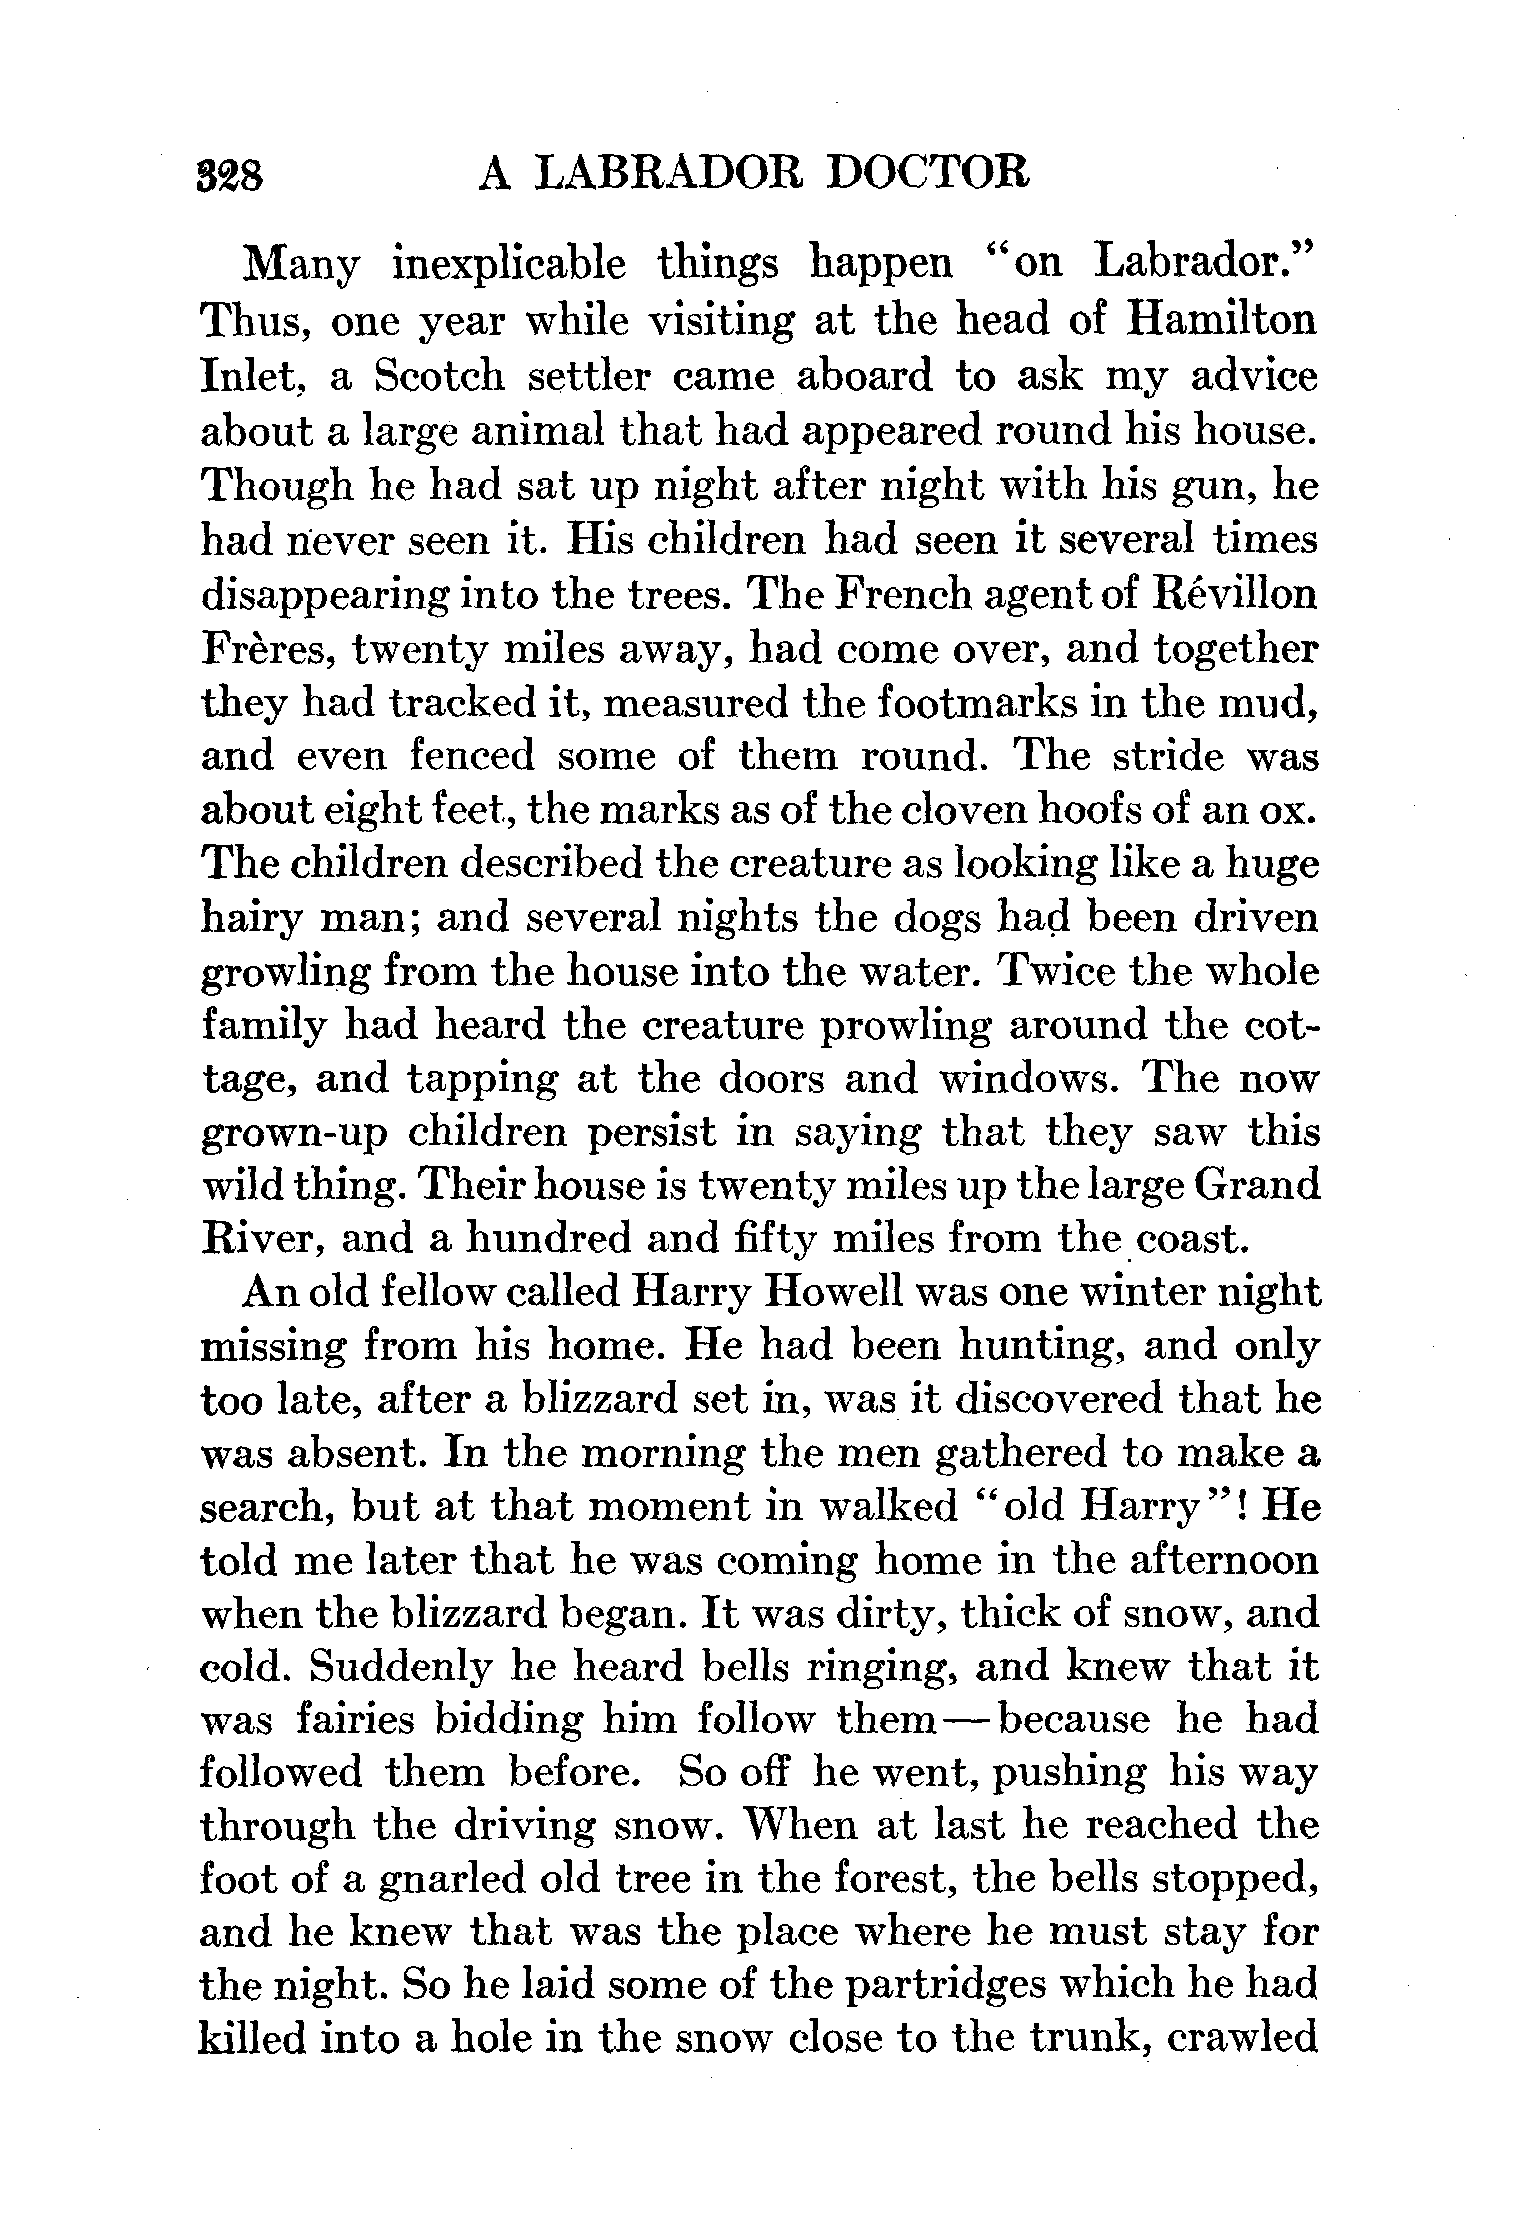 328 A LABRADOR DOCTOR
Many inexplicable things happen “on Labrador.”
Thus, one year while visiting at the head of Hamilton
Inlet, a Scotch settler came aboard to ask my advice
about a large animal that had appeared round his house.
Though he had sat up night after night with his gun, he
had never seen it. His children had seen it several times
disappearing into the trees. The French agent of Révillon
Frères, twenty miles away, had come over, and together
they had tracked it, measured the footmarks in the mud,
and even fenced some of them round. The stride was
about eight feet, the marks as of the cloven hoofs of an ox.
The children described the creature as looking like a huge
hairy man; and several nights the dogs had been driven
growling from the house into the water. Twice the whole
family had heard the creature prowling around the cot-
tage, and tapping at the doors and windows. The now
grown-up children persist in saying that they saw this
wild thing. Their house is twenty miles up the large Grand
River, and a hundred and fifty miles from the coast.
An old fellow called Harry Howell was one winter night
missing from his home. He had been hunting, and only
too late, after a blizzard set in, was it discovered that he
was absent. In the morning the men gathered to make a
search, but at that moment in walked “old Harry”! He
told me later that he was coming home in the afternoon
when the blizzard began. It was dirty, thick of snow, and
cold. Suddenly he heard bells ringing, and knew that it
was fairies bidding him follow them—because he had
followed them before. So off he went, pushing his way
through the driving snow. When at last he reached the
foot of a gnarled old tree in the forest, the bells stopped,
and he knew that was the place where he must stay for
the night. So he laid some of the partridges which he had
killed into a hole in the snow close to the trunk, crawled